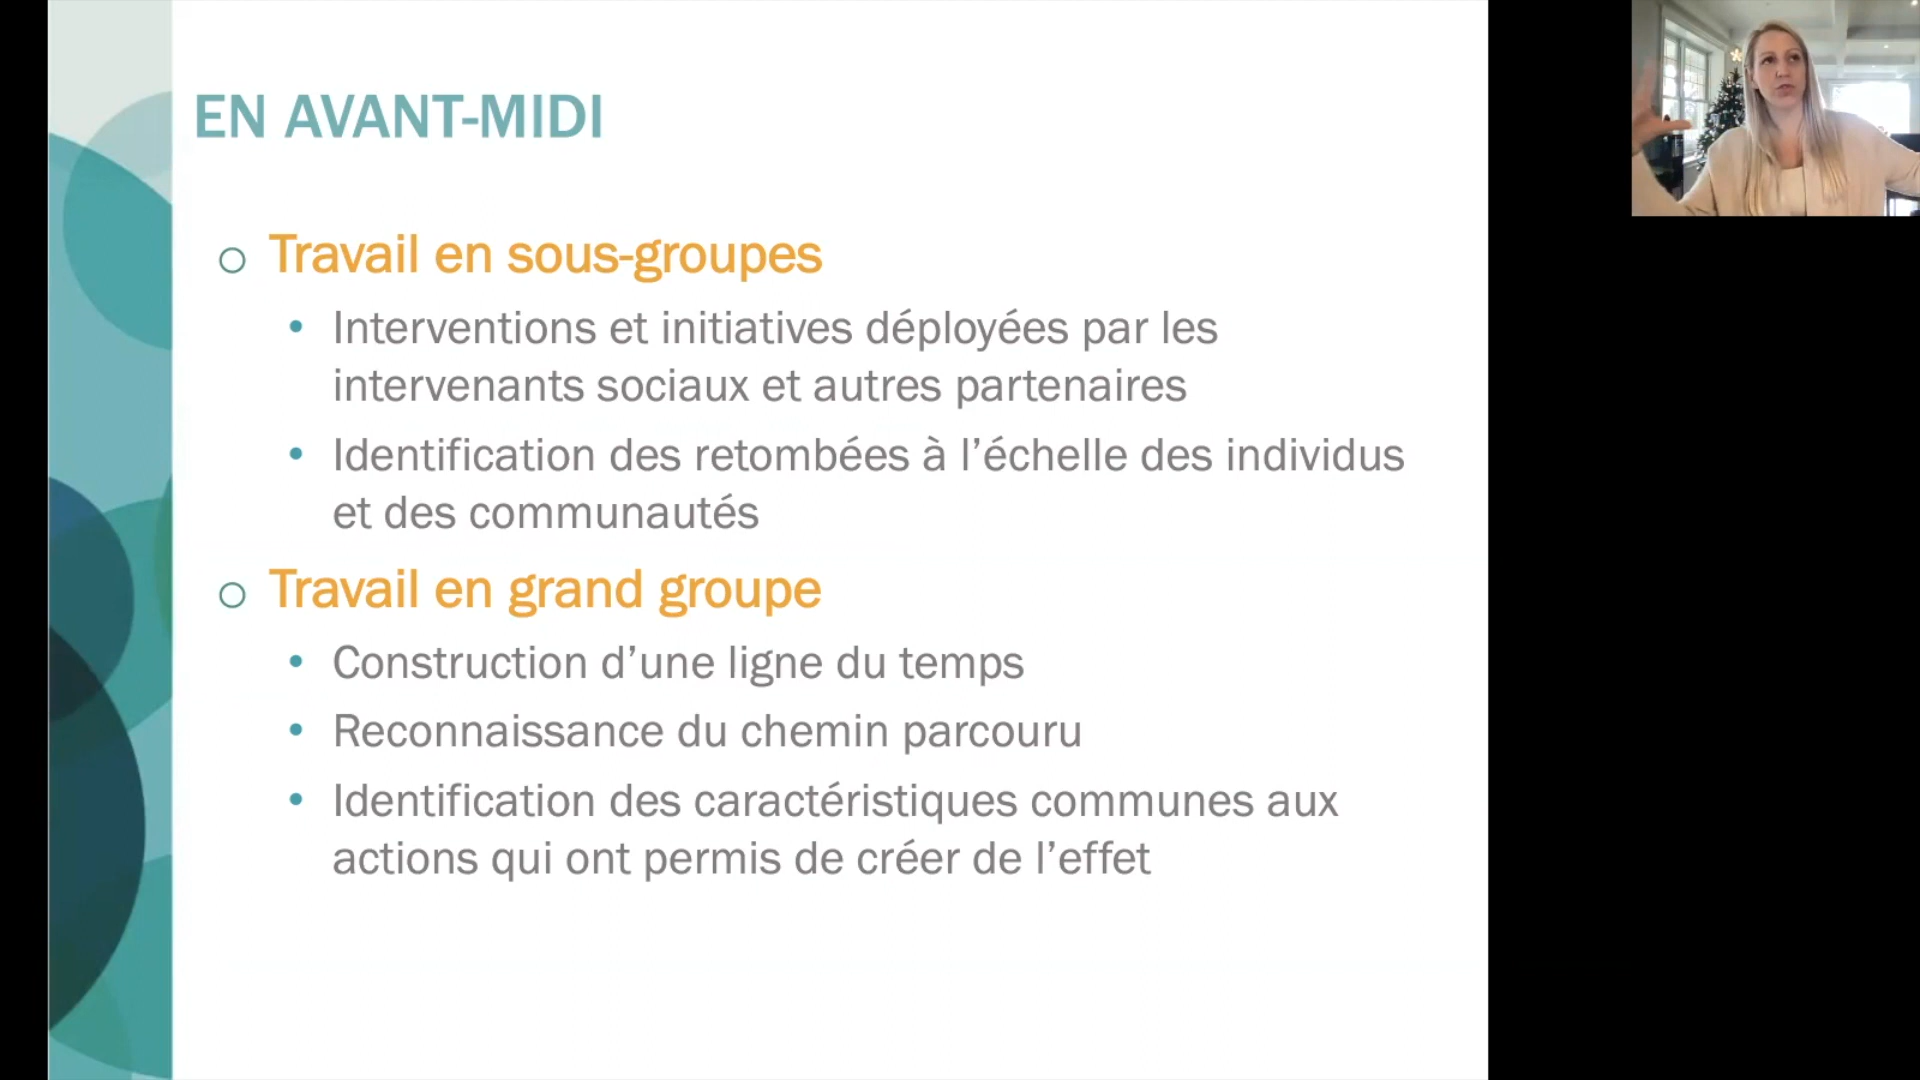 EN AVANT-MIDI
Travail en sous-groupes
Interventions et initiatives déployées par les
intervenants sociaux et autres partenaires
Identification des retombées à l’échelle des individus
et des communautés
Travail en grand groupe
Construction d’une ligne du temps
Reconnaissance du chemin parcouru
Identification des caractéristiques communes aux
actions qui ont permis de créer de l’effet